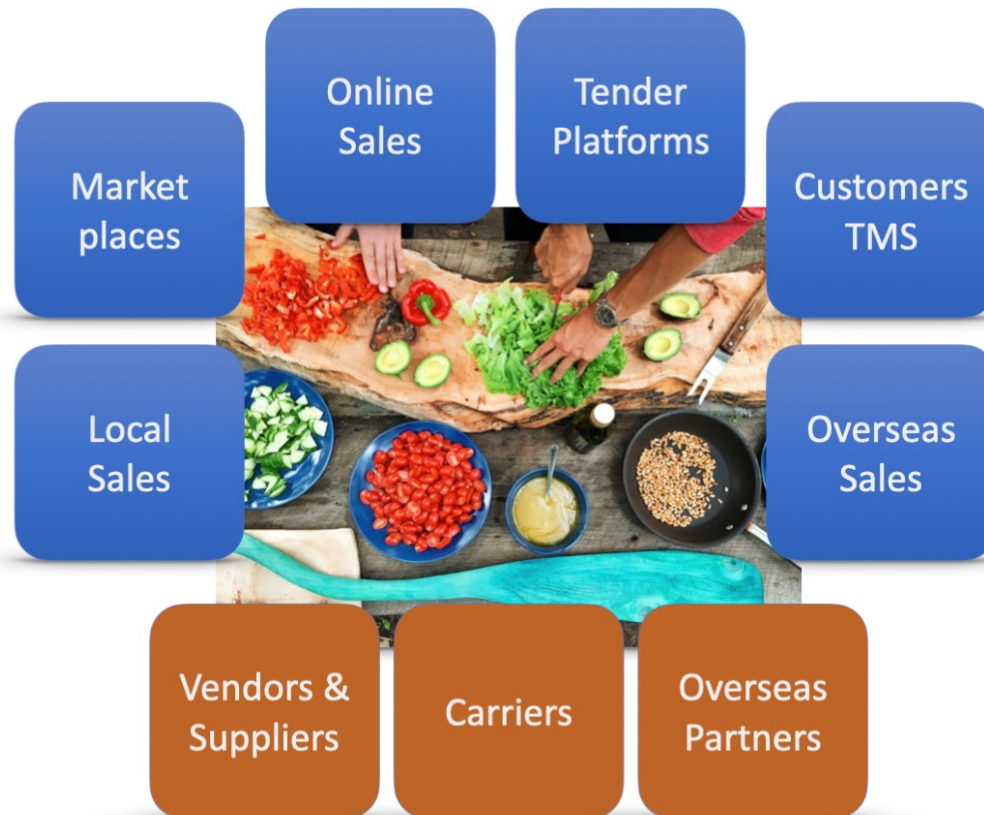 Online
Sales
Tender
Platforms
Market
places
Customers
TMS
Local
Sales
Overseas
Sales
Vendors &
Suppliers
Carriers
Overseas
Partners